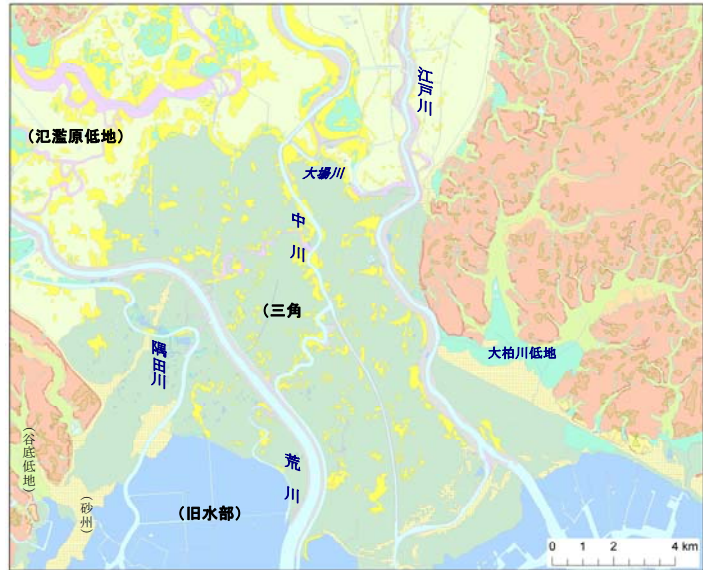 江戸川
（氾濫原低地）
大場川
中川
（三角
大柏川低地
隅田川
荒川
（谷底低地）
（砂州）
（旧水部）
0 1 2 4 km